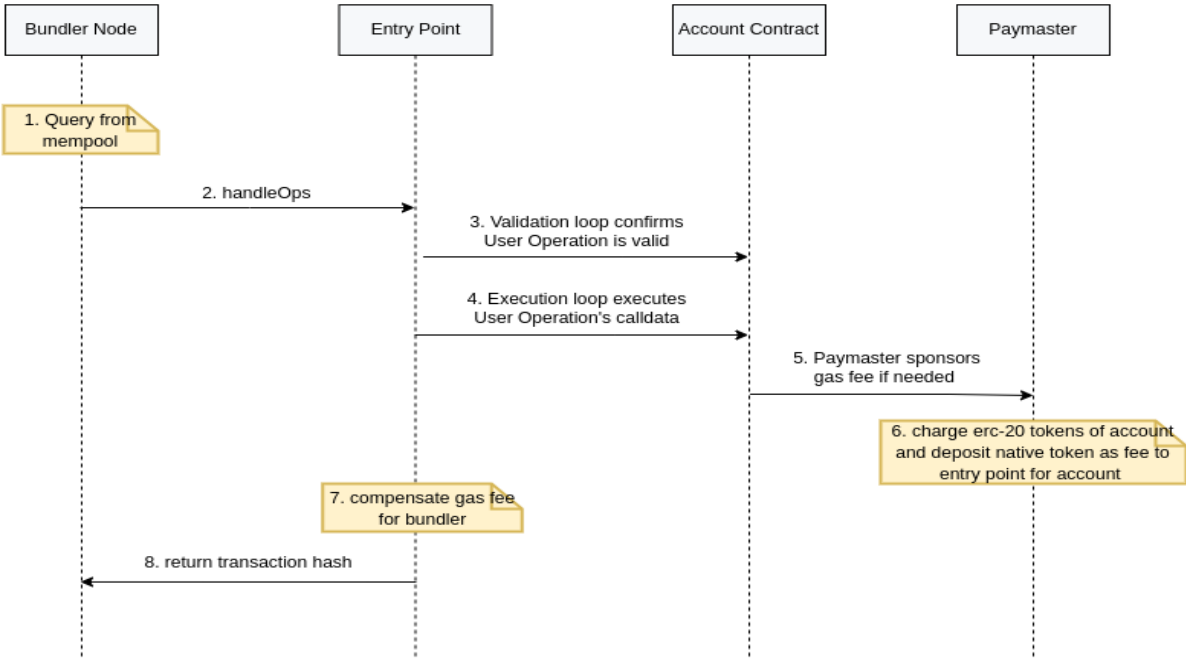 Bundler Node
Entry Point
Account Contract
Paymaster
1. Query from
mempool
2. handleOps
3. Validation loop confirms
User Operation is valid
4. Execution loop executes
User Operation's calldata
5. Paymaster sponsors
gas fee if needed
6. charge erc-20 tokens of account
and deposit native token as fee to
entry point for account
7. compensate gas fee
for bundler
8. return transaction hash